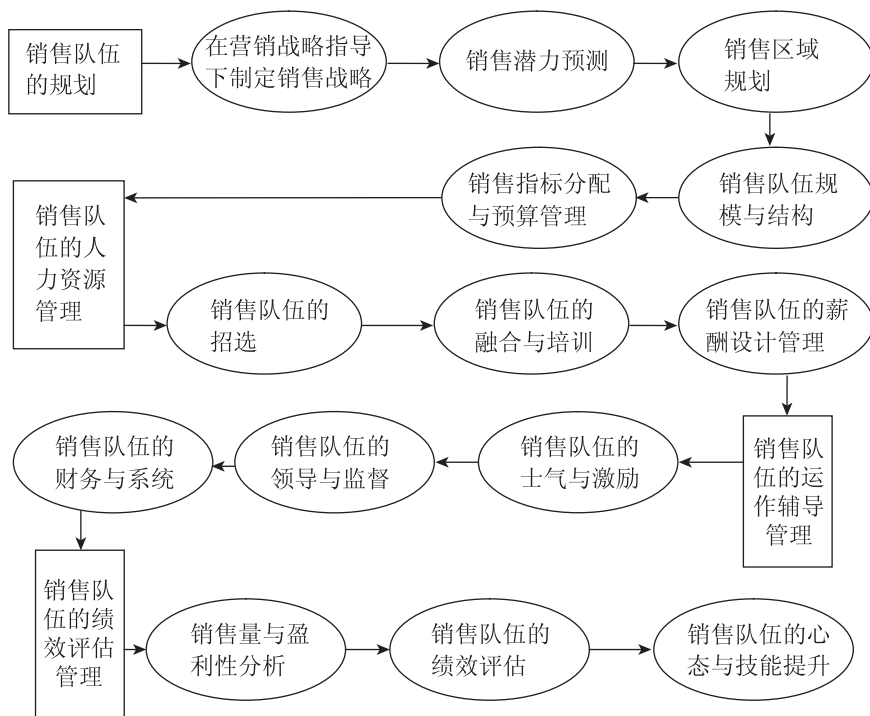 销售队伍
的规划
在营销战略指导
下制定销售战略
销售潜力预测
销售区域
规划
销售队伍规
模与结构
销售指标分配
与预算管理
销售队
伍的人
力资源
管理
销售队伍的
招选
销售队伍的
融合与培训
销售队伍的薪
酬设计管理
销售队
伍的运
作辅导
管理
销售队伍的
士气与激励
销售队伍的
领导与监督
销售队伍的
财务与系统
销售队
伍的绩
效评估
管理
销售量与盈
利性分析
销售队伍的
绩效评估
销售队伍的心
态与技能提升